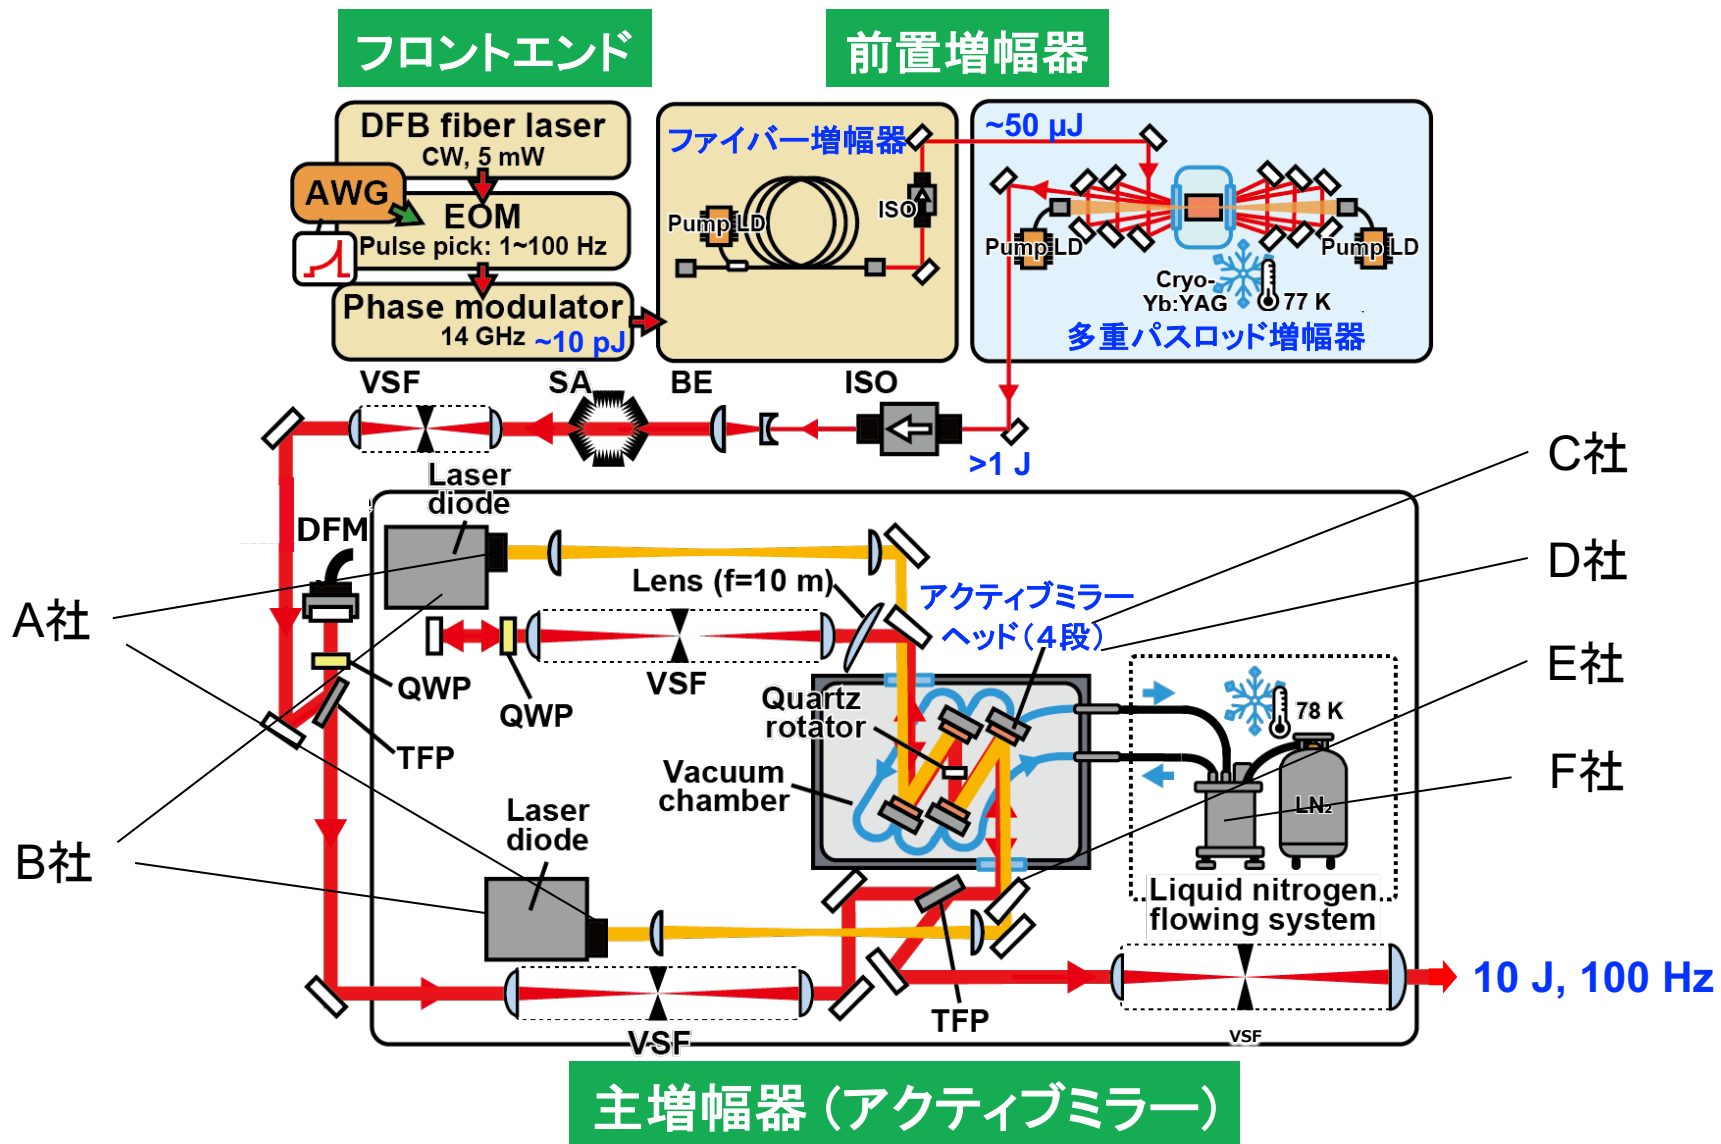 フロントエンド
前置増幅器
DFB fiber laser
CW, 5 mW
AWG
EOM
Pulse pick: 1~100 Hz
Phase modulator
14 GHz
~10 pJ
ファイバー増幅器
Pump LD
ISO
~50 µJ
Pump LD
Pump LD
Cryo-
Yb:YAG
77 K
多重パスロッド増幅器
VSF
SA
BE
ISO
>1 J
Laser
diode
DFM
Lens (f=10 m)
アクティブミラー
ヘッド(4段)
C社
D社
A社
E社
QWP
QWP
VSF
TFP
Quartz
rotator
78 K
Vacuum
chamber
LN₂
F社
Laser
diode
B社
Liquid nitrogen
flowing system
10 J, 100 Hz
TFP
VSF
VSF
主増幅器(アクティブミラー)